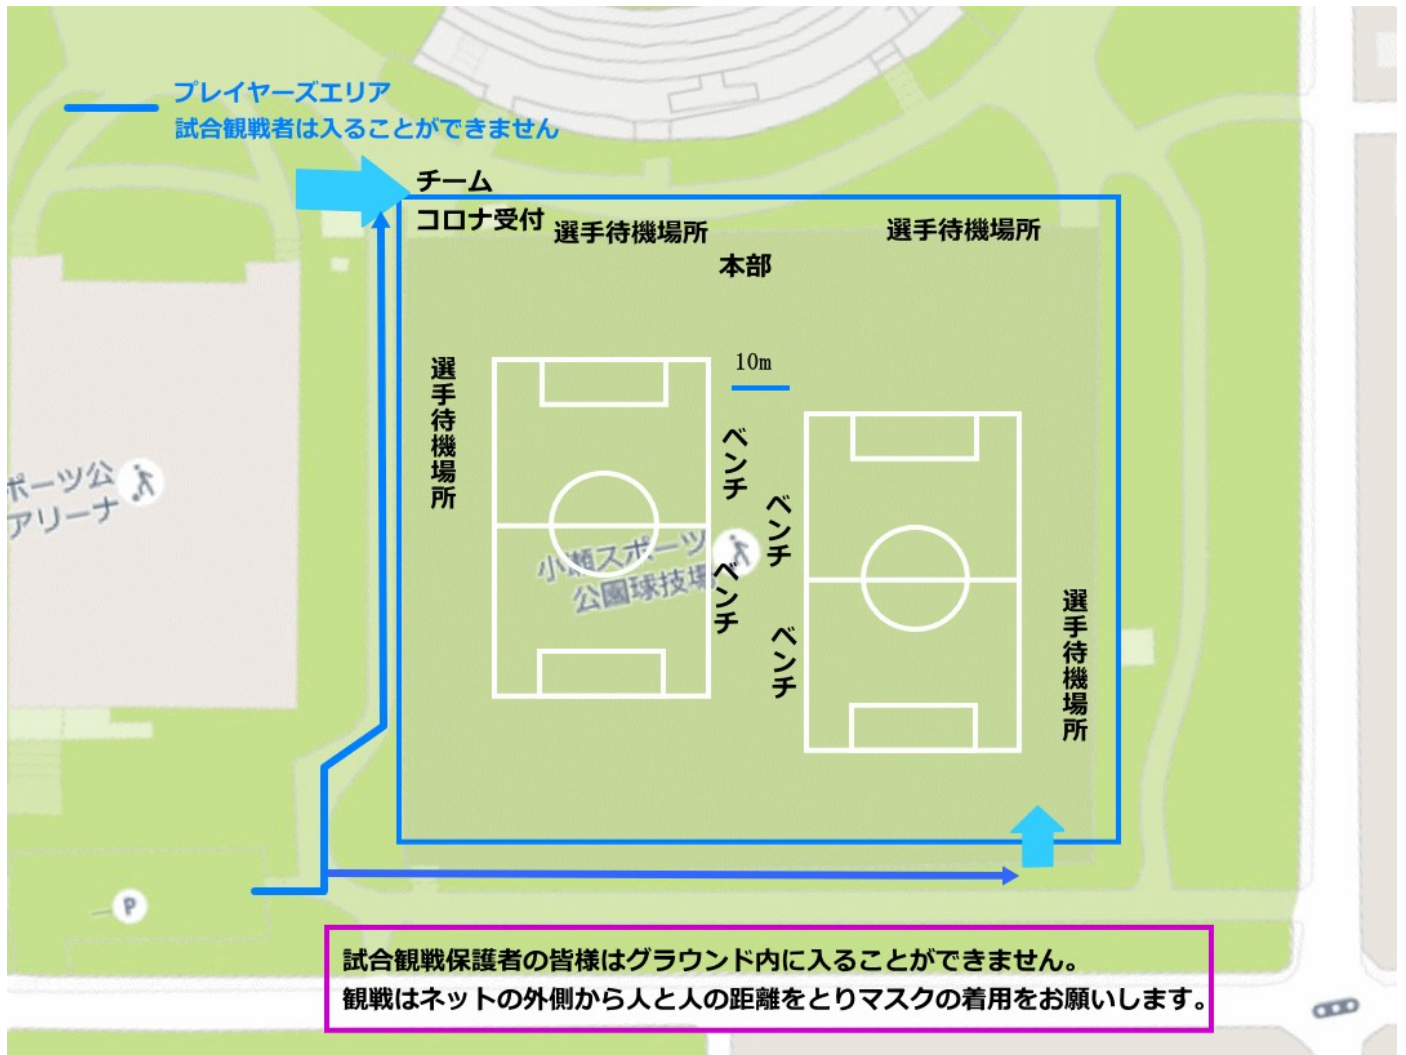 プレイヤーズエリア
試合観戦者は入ることができません
チーム
コロナ受付
選手待機場所
選手待機場所
本部
選手待機場所
10m
ベンチ
ベンチ
ベンチ
ベンチ
ポーツ公
アリーナ
小瀬スポーツ
公園球技場
選手待機場所
P
試合観戦保護者の皆様はグラウンド内に入ることができません。
観戦はネットの外側から人と人の距離をとりマスクの着用をお願いします。